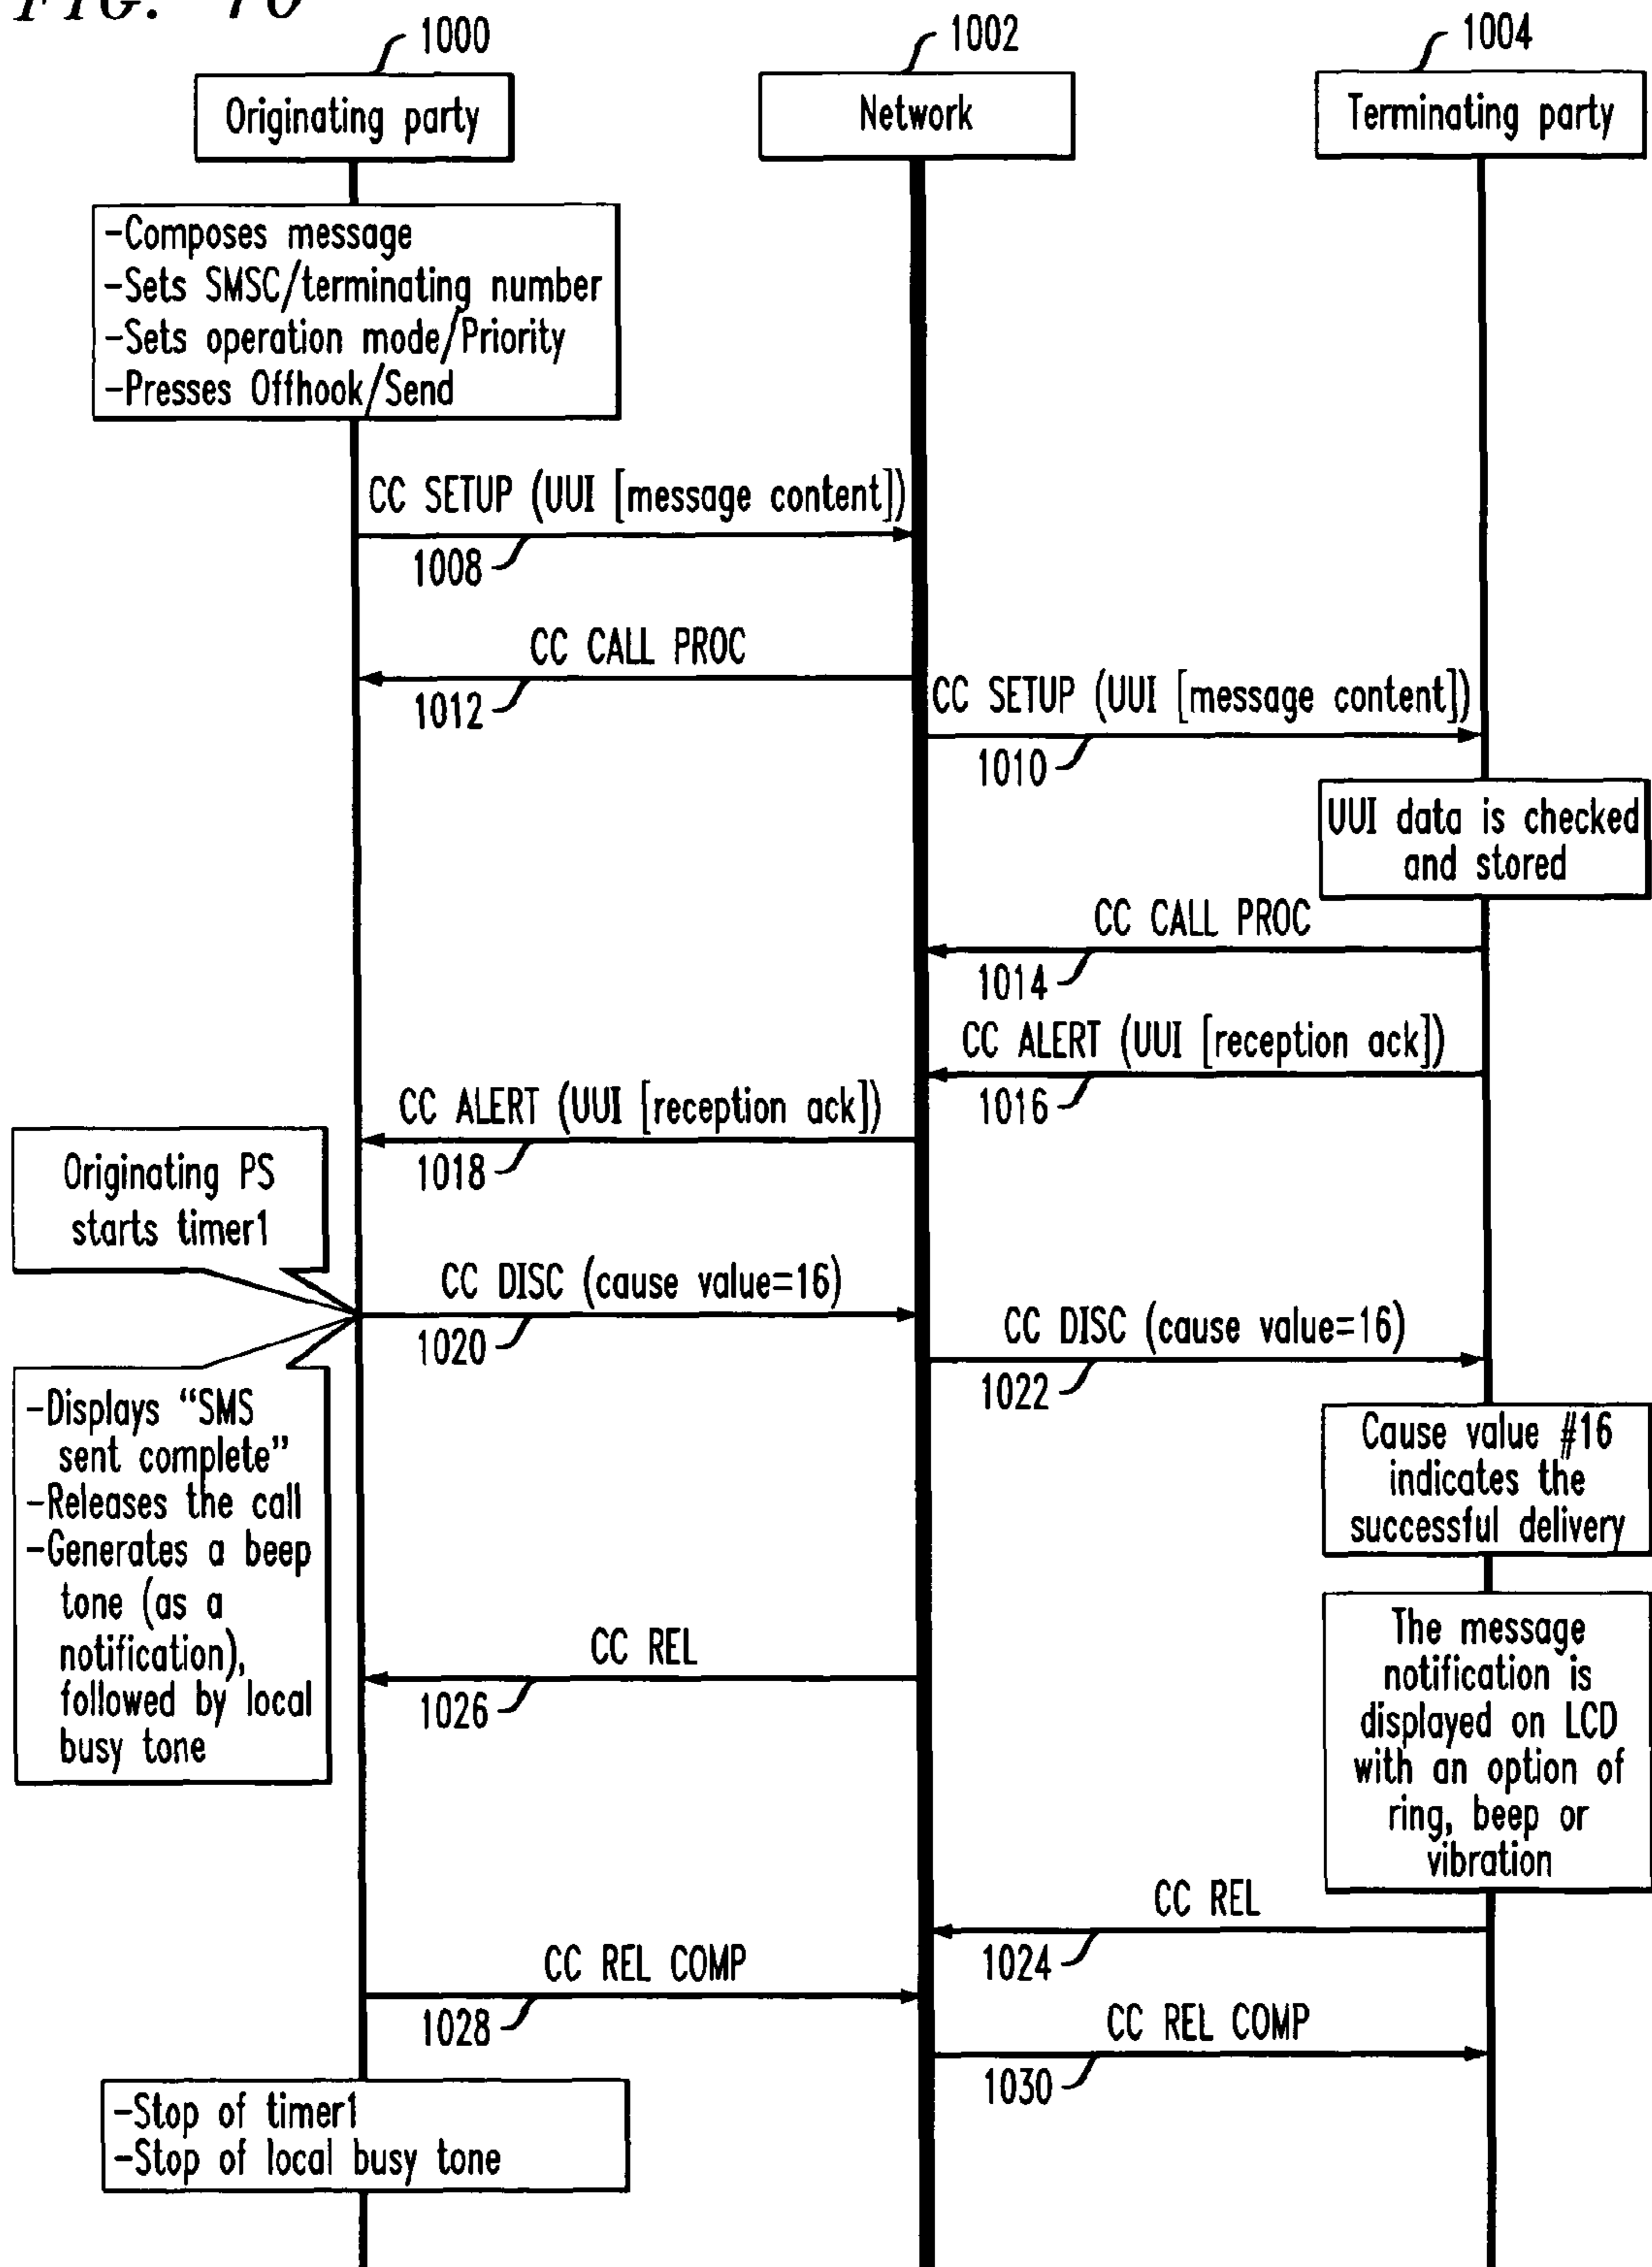 FIG. 10
1000
1002
1004
Originating party
Network
Terminating party
-Composes message
-Sets SMSC/terminating number
-Sets operation mode/Priority
-Presses Offhook/Send
CC SETUP (UUI [message content])
1008
CC CALL PROC
1012
CC SETUP (UUI [message content])
1010
UUI data is checked
and stored
CC CALL PROC
1014
CC ALERT (UUI [reception ack])
1016
CC ALERT (UUI [reception ack])
1018
Originating PS
starts timer1
CC DISC (cause value=16)
1020
CC DISC (cause value=16)
1022
-Displays “SMS
sent complete”
-Releases the call
-Generates a beep
tone (as a
notification),
followed by local
busy tone
Cause value #16
indicates the
successful delivery
The message
notification is
displayed on LCD
with an option of
ring, beep or
vibration
CC REL
1026
CC REL
1024
CC REL COMP
1028
CC REL COMP
1030
-Stop of timer1
-Stop of local busy tone